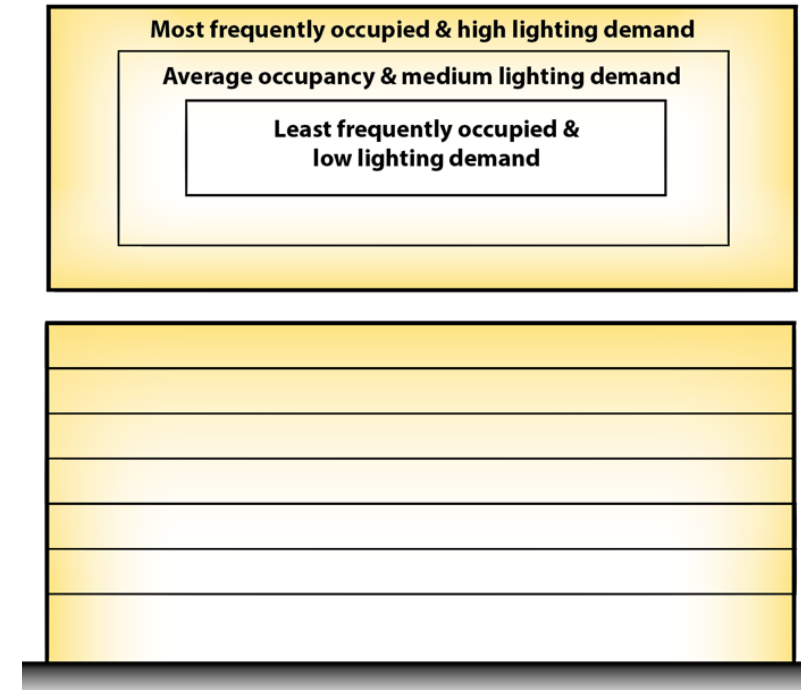 Most frequently occupied & high lighting demand
Average occupancy & medium lighting demand
Least frequently occupied &
low lighting demand